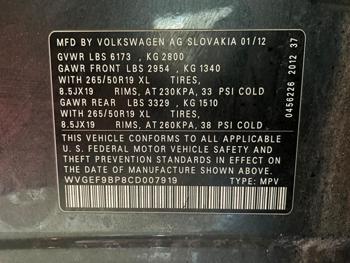 MFD BY VOLKSWAGEN AG SLOVAKIA 01/12
GVWR LBS 6173 , KG 2800
GAWR FRONT LBS 2954 , KG 1340
WITH 265/50R19 XL TIRES,
8.5JX19 RIMS, AT 230KPA, 33 PSI COLD
GAWR REAR LBS 3329 , KG 1510
WITH 265/50R19 XL TIRES,
8.5JX19 RIMS, AT 260KPA, 38 PSI COLD
THIS VEHICLE CONFORMS TO ALL APPLICABLE
U.S. FEDERAL MOTOR VEHICLE SAFETY AND
THEFT PREVENTION STANDARDS IN EFFECT ON
THE DATE OF MANUFACTURE SHOWN ABOVE.
WVGEF9BP8CD007919 TYPE: MPV
0456226 2012 37